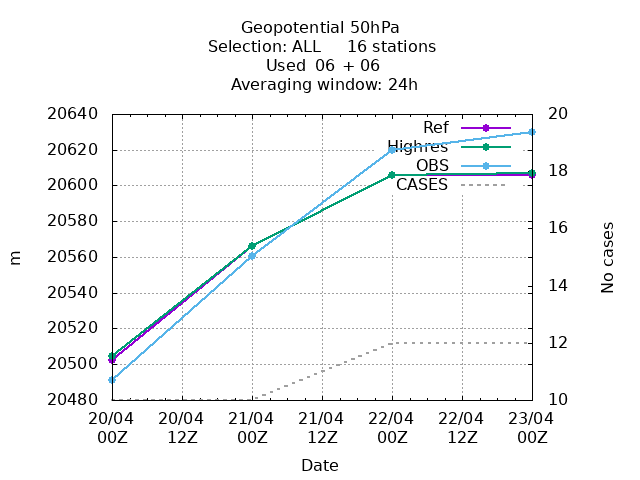 Geopotential 50hPa
Selection: ALL     16 stations
Used  06 + 06
Averaging window: 24h
20640
20620
20600
20580
20560
20540
20520
20500
20480
m
20
18
16
14
12
10
No cases
Ref
Highres
OBS
CASES
20/04 20/04 21/04 21/04 22/04 22/04 23/04
00Z 12Z 00Z 12Z 00Z 12Z 00Z
Date